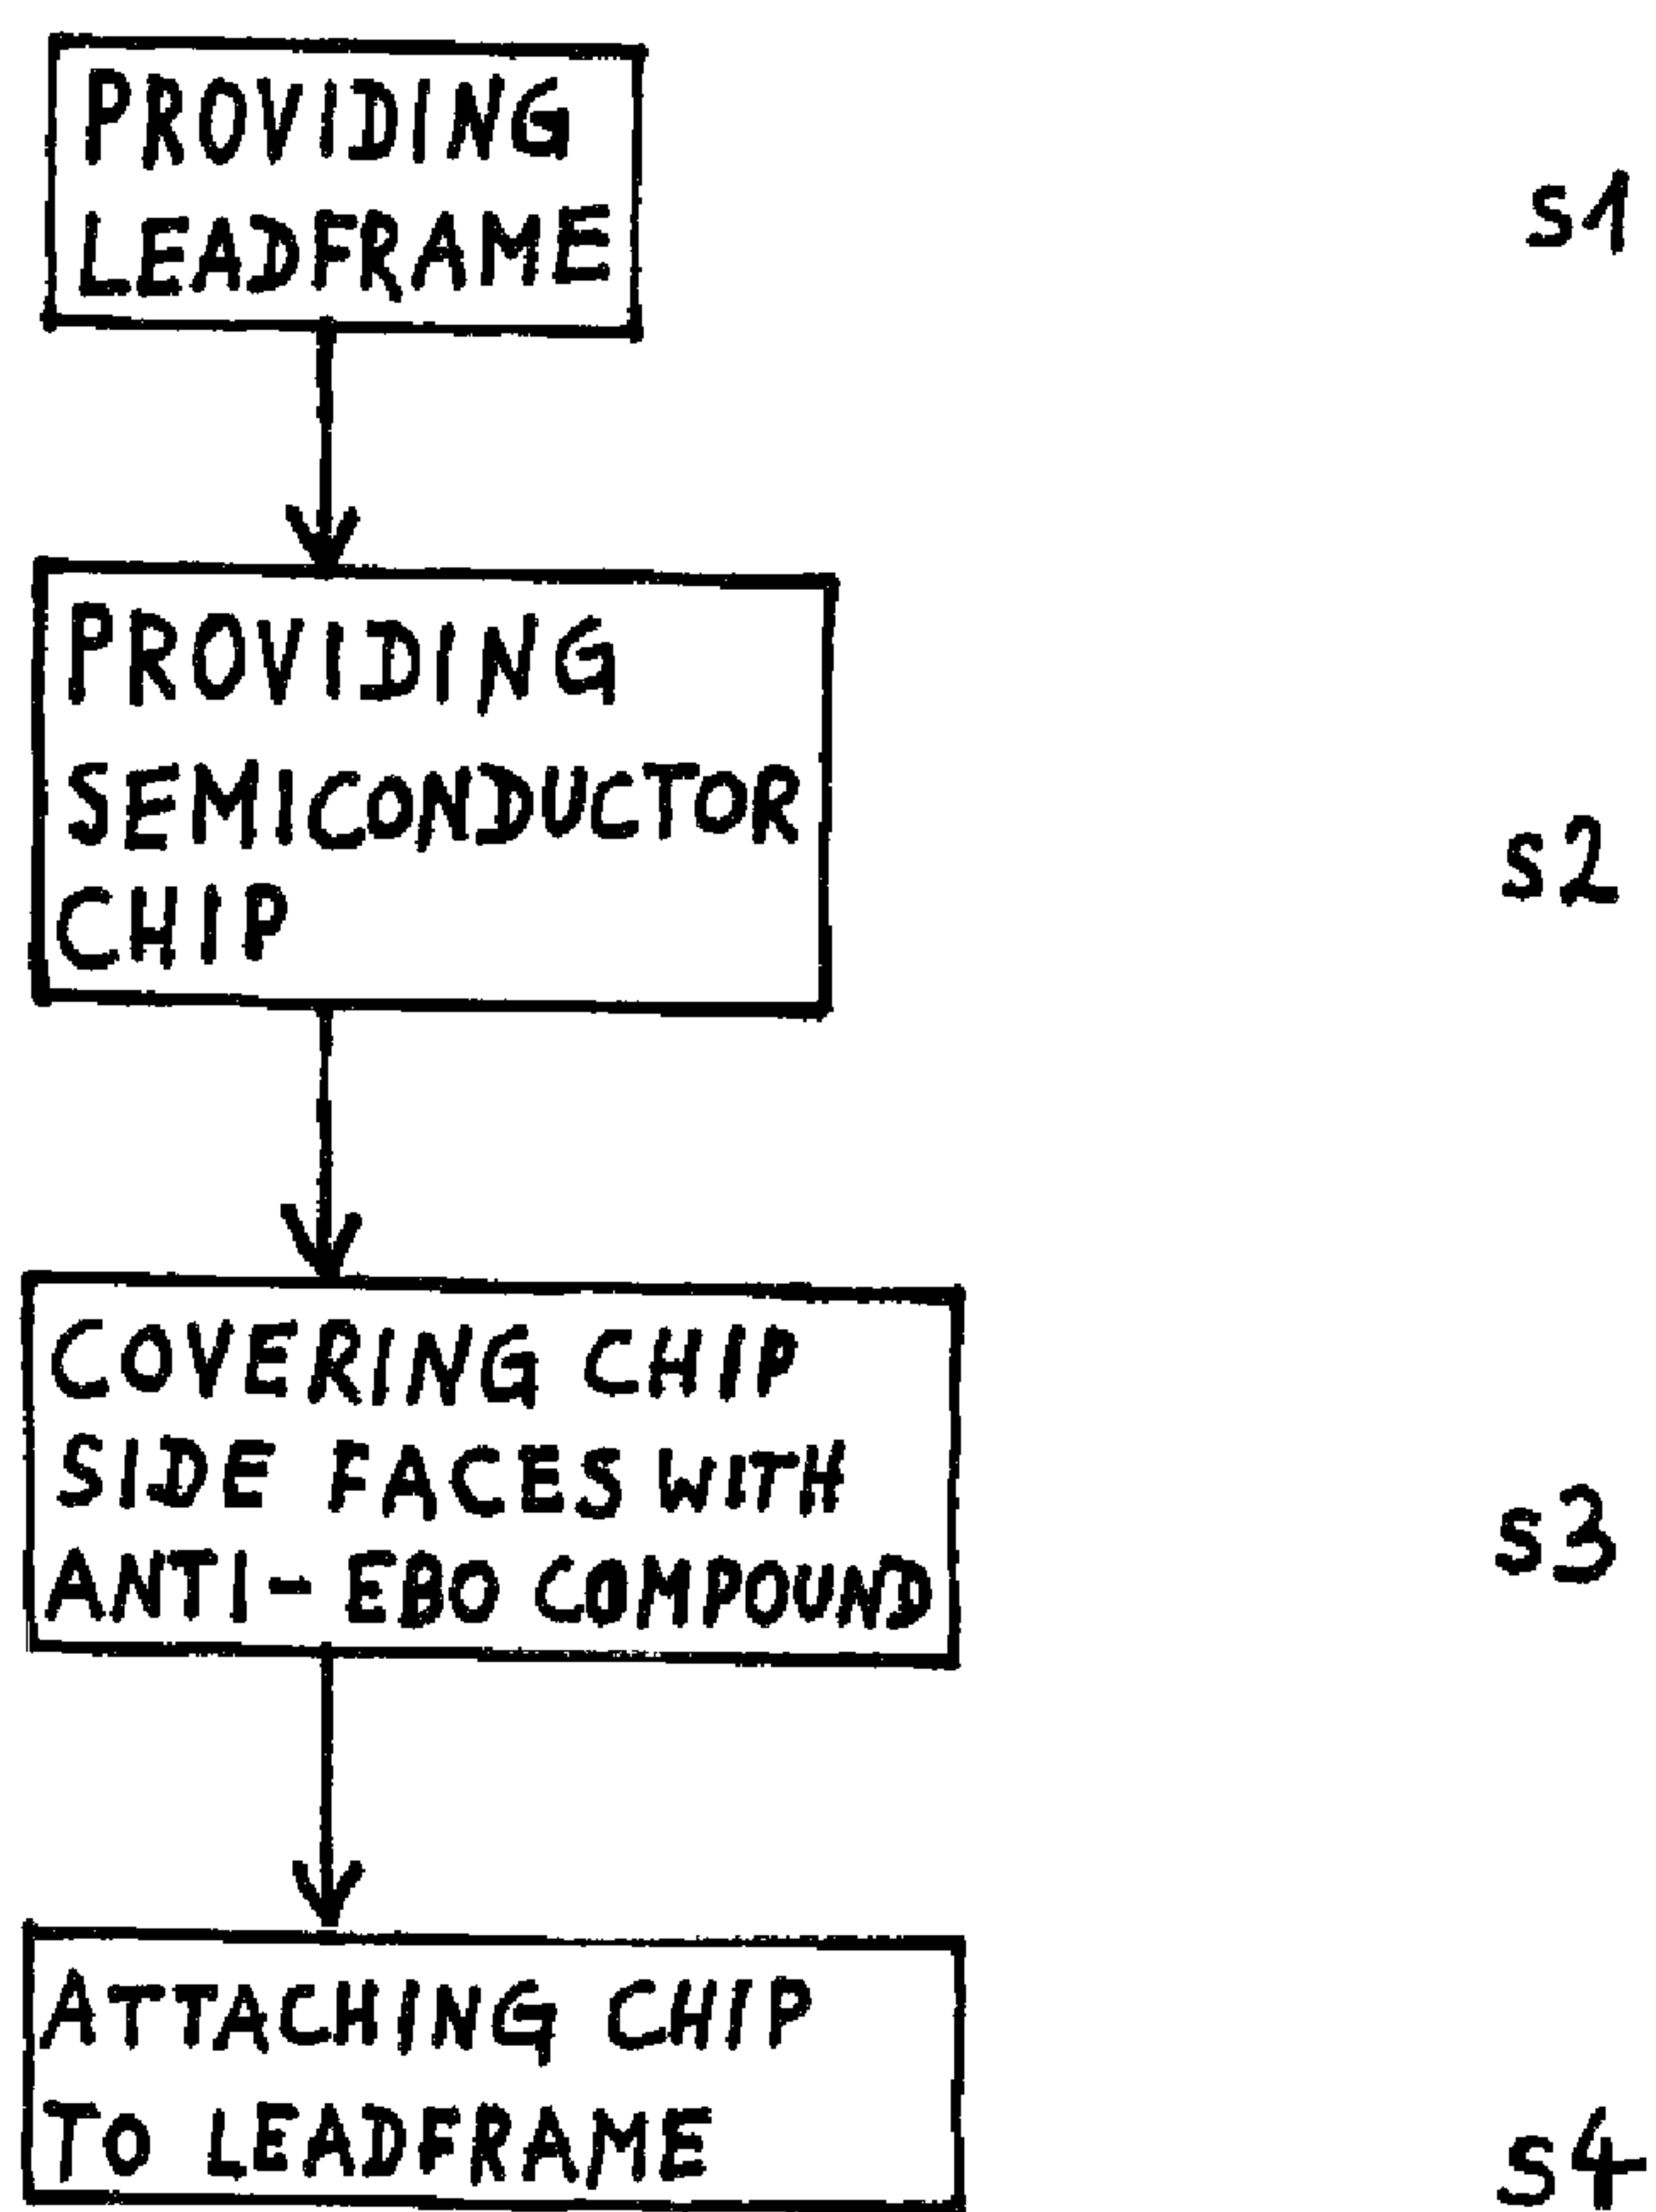 PROVIDING
LEADFRAME
S1
PROVIDING
SEMICONDUCTOR
CHIP
S2
COVERING CHIP
SIDE FACES WITH
ANTI-EBO COMPOUND
S3
ATTACHING CHIP
TO LEADFRAME
S4